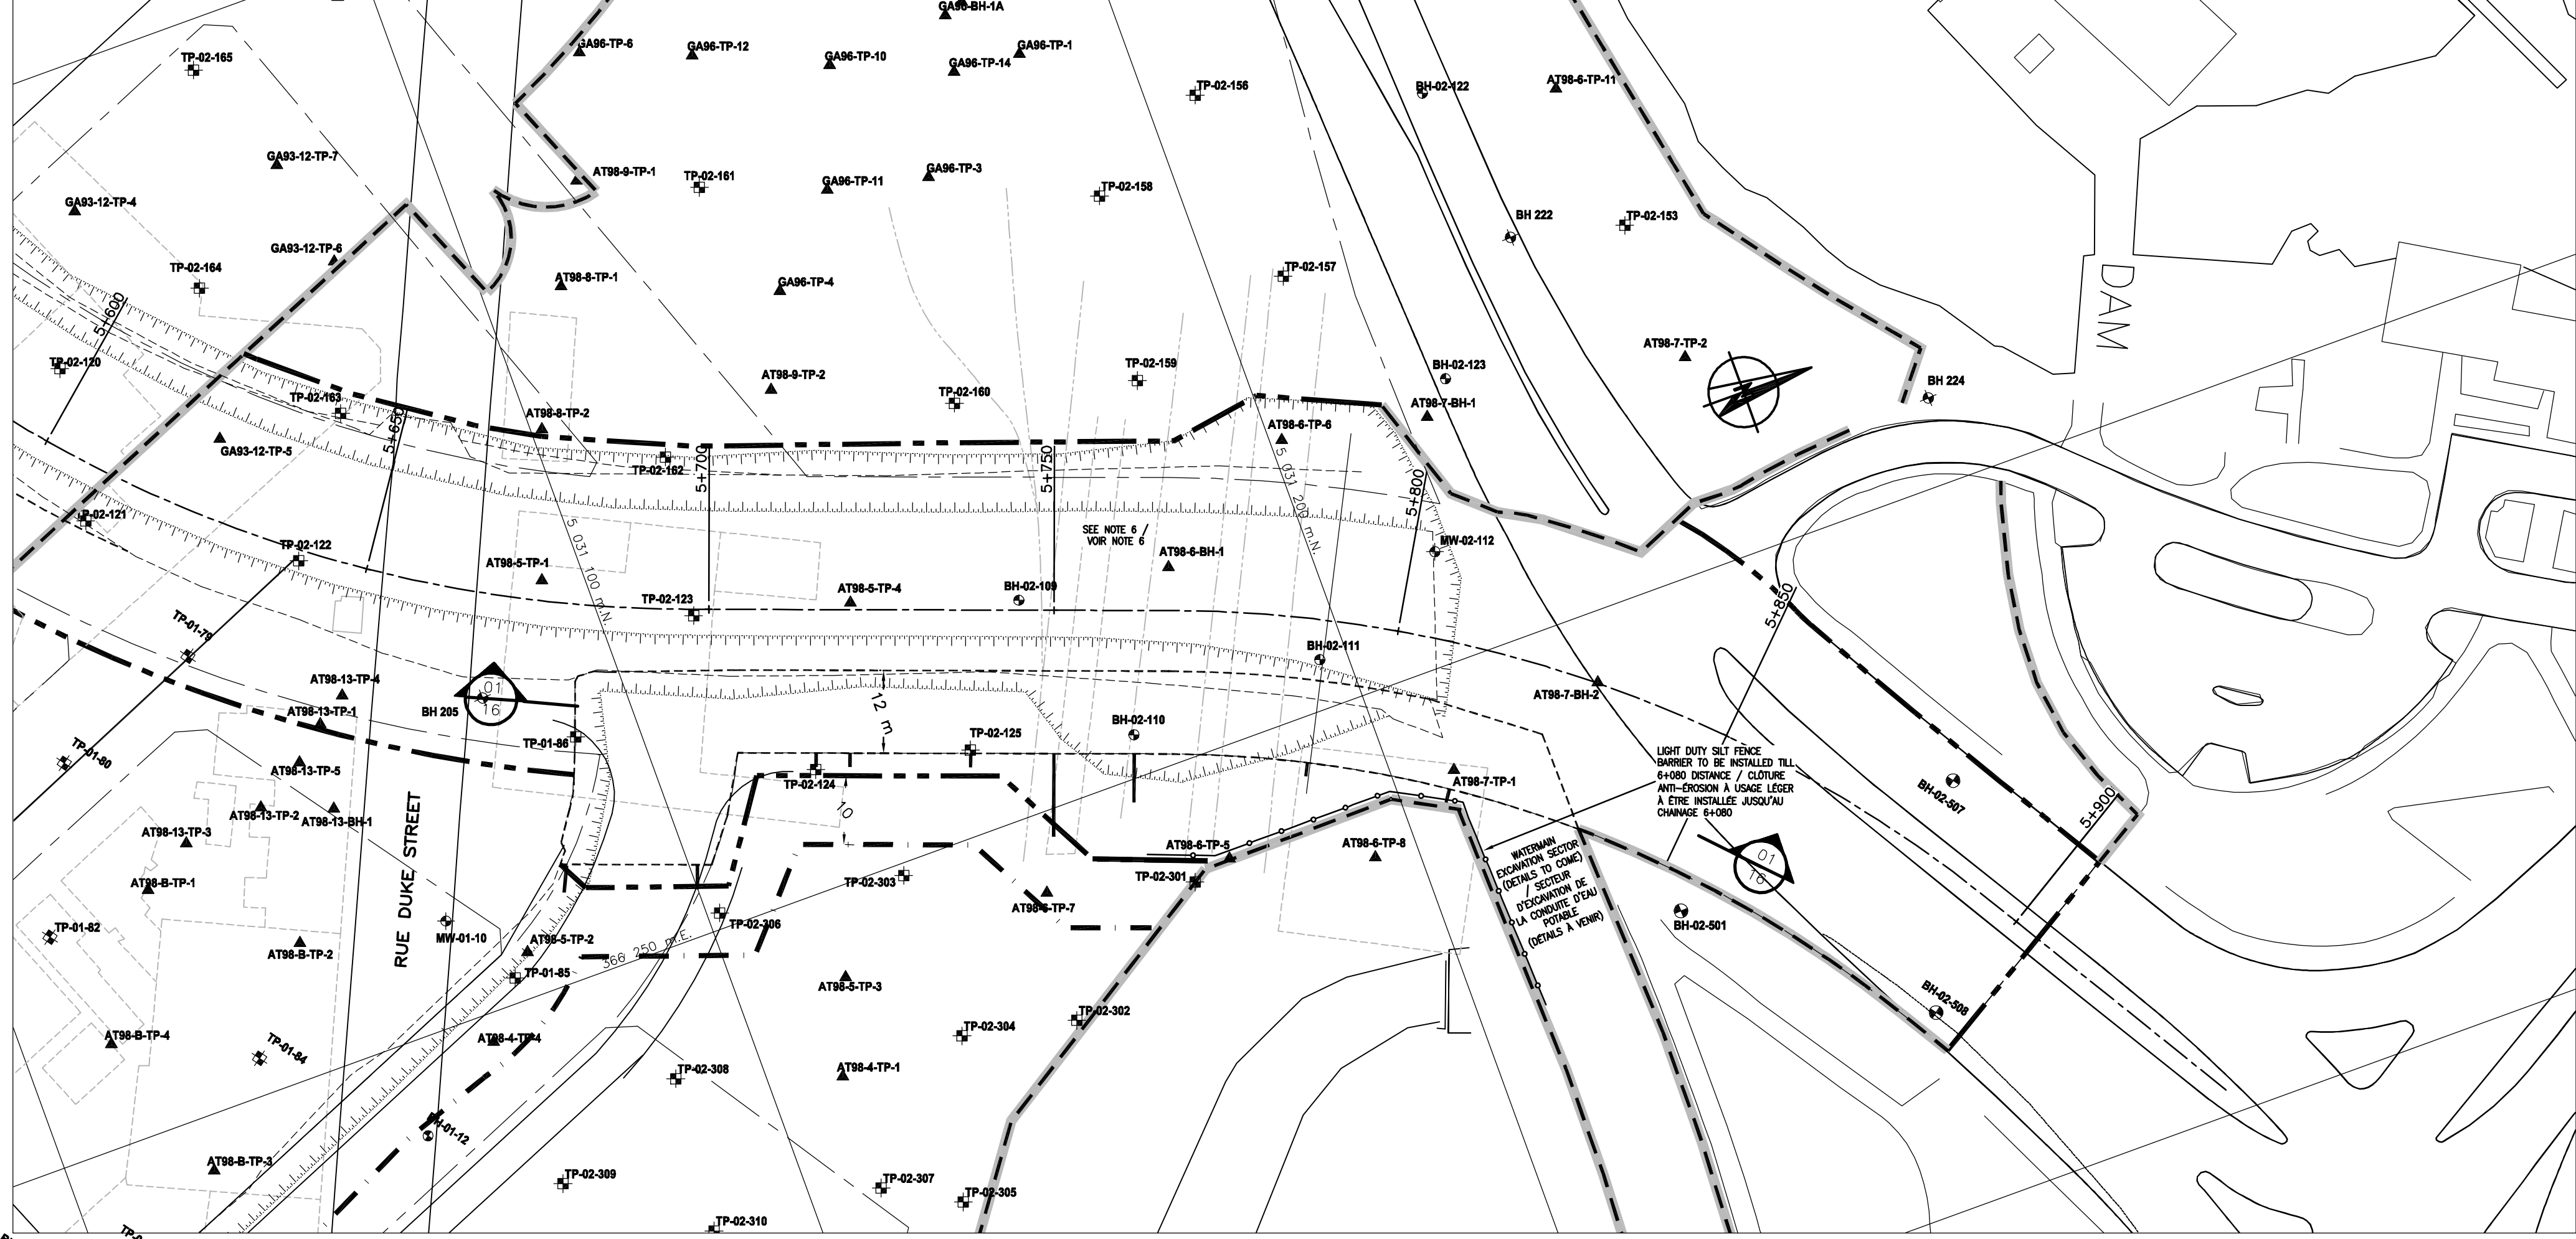 GA96-BH-1A
GA96-TP-6
GA96-TP-12
GA96-TP-10
GA96-TP-14
GA96-TP-1
TP-02-165
TP-02-156
BH-02-122
AT98-6-TP-11
GA93-12-TP-7
AT98-9-TP-1
TP-02-161
GA96-TP-11
GA96-TP-3
TP-02-158
GA93-12-TP-4
BH 222
TP-02-153
GA93-12-TP-6
TP-02-164
AT98-8-TP-1
GA96-TP-4
TP-02-157
DAM
5+600
TP-02-120
AT98-9-TP-2
TP-02-159
BH-02-123
AT98-7-TP-2
BH 224
TP-02-163
AT98-8-TP-2
TP-02-160
AT98-7-BH-1
5+650
GA93-12-TP-5
AT98-6-TP-6
TP-02-162
5+700
5+750
5 031 200 m.N.
5+800
TP-02-121
5 031 100 m.N.
SEE NOTE 6 /
VOIR NOTE 6
MW-02-112
TP-02-122
AT98-5-TP-1
AT98-6-BH-1
TP-02-123
AT98-5-TP-4
BH-02-109
5+850
TP-01-79
BH-02-111
AT98-13-TP-4
01
16
AT98-7-BH-2
12 m
AT98-13-TP-1
BH 205
BH-02-110
TP-01-86
TP-02-125
TP-01-80
AT98-13-TP-5
TP-02-124
AT98-7-TP-1
LIGHT DUTY SILT FENCE
BARRIER TO BE INSTALLED TILL
6+080 DISTANCE / CLÔTURE
ANTI-ÉROSION À USAGE LÉGER
À ÊTRE INSTALLÉE JUSQU'AU
CHAINAGE 6+080
BH-02-507
5+900
10
AT98-13-TP-2
AT98-13-BH-1
AT98-13-TP-3
AT98-6-TP-5
AT98-6-TP-8
WATERMAIN
EXCAVATION SECTOR
(DETAILS TO COME)
/ SECTEUR
D'EXCAVATION DE
LA CONDUITE D'EAU
POTABLE
(DÉTAILS À VENIR)
01
16
AT98-B-TP-1
RUE DUKE STREET
TP-02-303
TP-02-301
AT98-6-TP-7
TP-01-82
MW-01-10
TP-02-306
BH-02-501
AT98-B-TP-2
AT98-5-TP-2
366 250 m.E.
TP-01-85
AT98-5-TP-3
BH-02-508
AT98-B-TP-4
TP-01-84
AT98-4-TP-4
TP-02-304
TP-02-302
TP-02-308
AT98-4-TP-1
AT98-B-TP-3
TP-02-309
TP-02-307
TP-02-305
TP-02-310